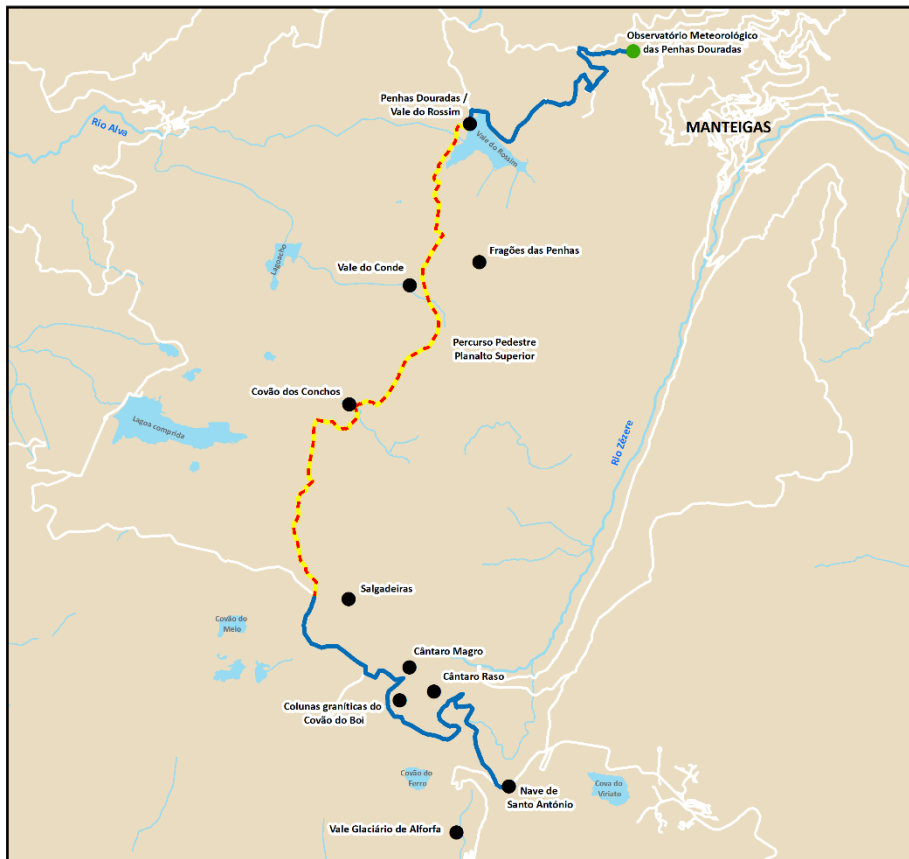 Observatório Meteorológico
das Penhas Douradas
Penhas Douradas /
Vale do Rossim
Rio Alva
MANTEIGAS
Vale do Rossim
Fragões das Penhas
Lagoacho
Vale do Conde
Percurso Pedestre
Planalto Superior
Covão dos Conchos
Lagoa comprida
Rio Zêzere
Salgadeiras
Covão do
Meio
Cântaro Magro
Cântaro Raso
Colunas graníticas do
Covão do Boi
Covão do
Ferro
Nave de
Santo António
Cova do
Viriato
Vale Glaciário de Alforfa